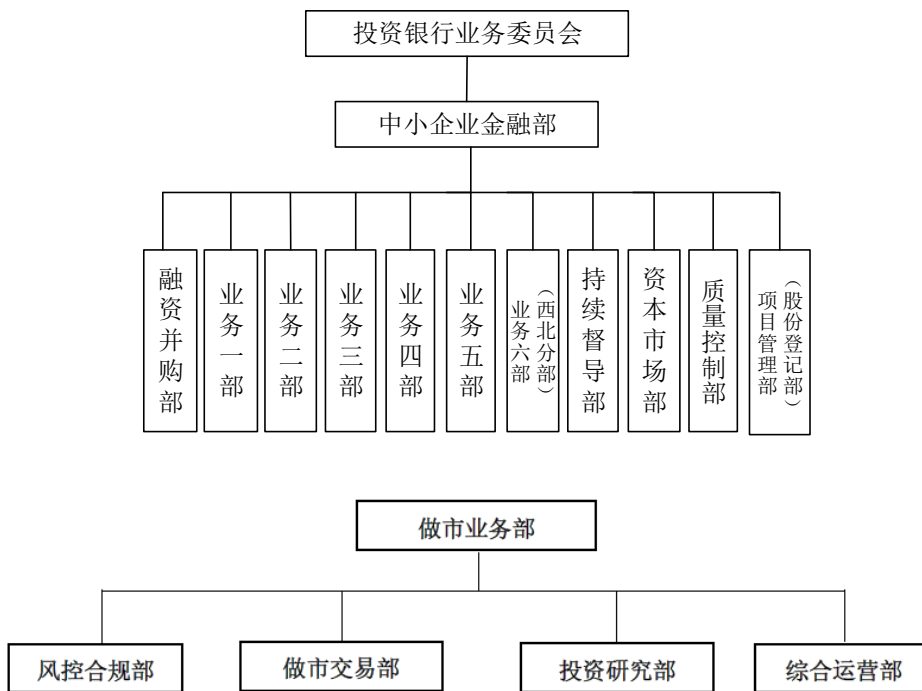 投资银行业务委员会
中小企业金融部
融资并购部
业务一部
业务二部
业务三部
业务四部
业务五部
业务六部
（西北分部）
持续督导部
资本市场部
质量控制部
项目管理部
（股份登记部）
做市业务部
风控合规部
做市交易部
投资研究部
综合运营部